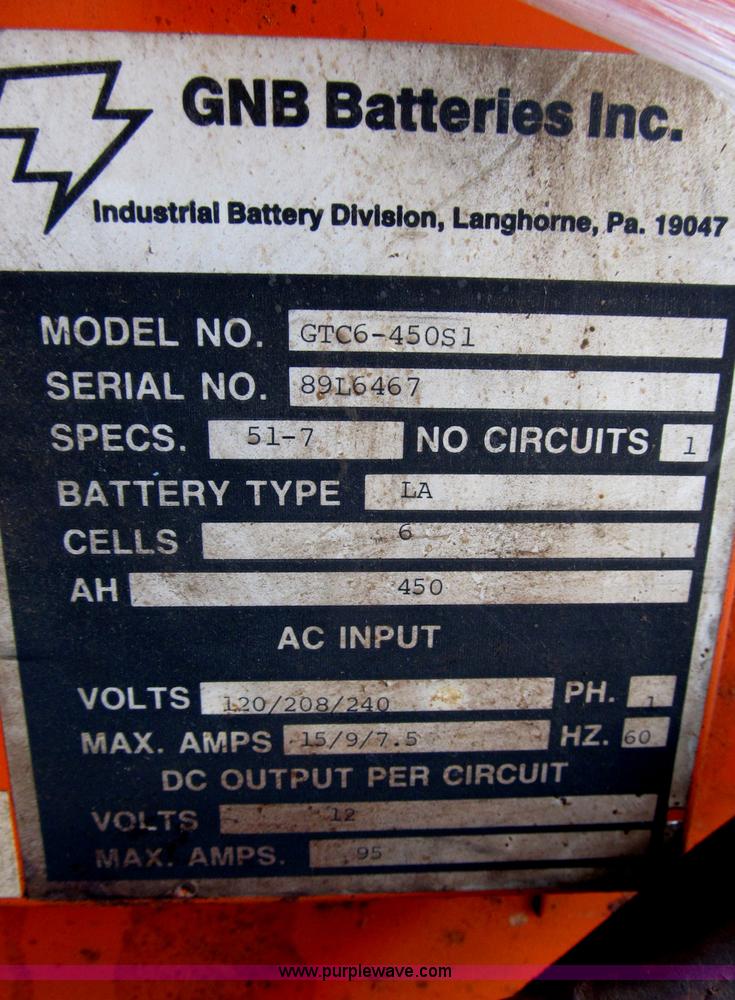 GNB Batteries Inc.
Industrial Battery Division, Langhorne, Pa. 19047
MODEL NO. GTC6-450S1
SERIAL NO. 89L6467
SPECS. 51-7 NO CIRCUITS 1
BATTERY TYPE LA
CELLS 6
AH 450
AC INPUT
VOLTS 120/208/240 PH. 1
MAX. AMPS 15/9/7.5 HZ. 60
DC OUTPUT PER CIRCUIT
VOLTS 12
MAX. AMPS. 95
www.purplewave.com